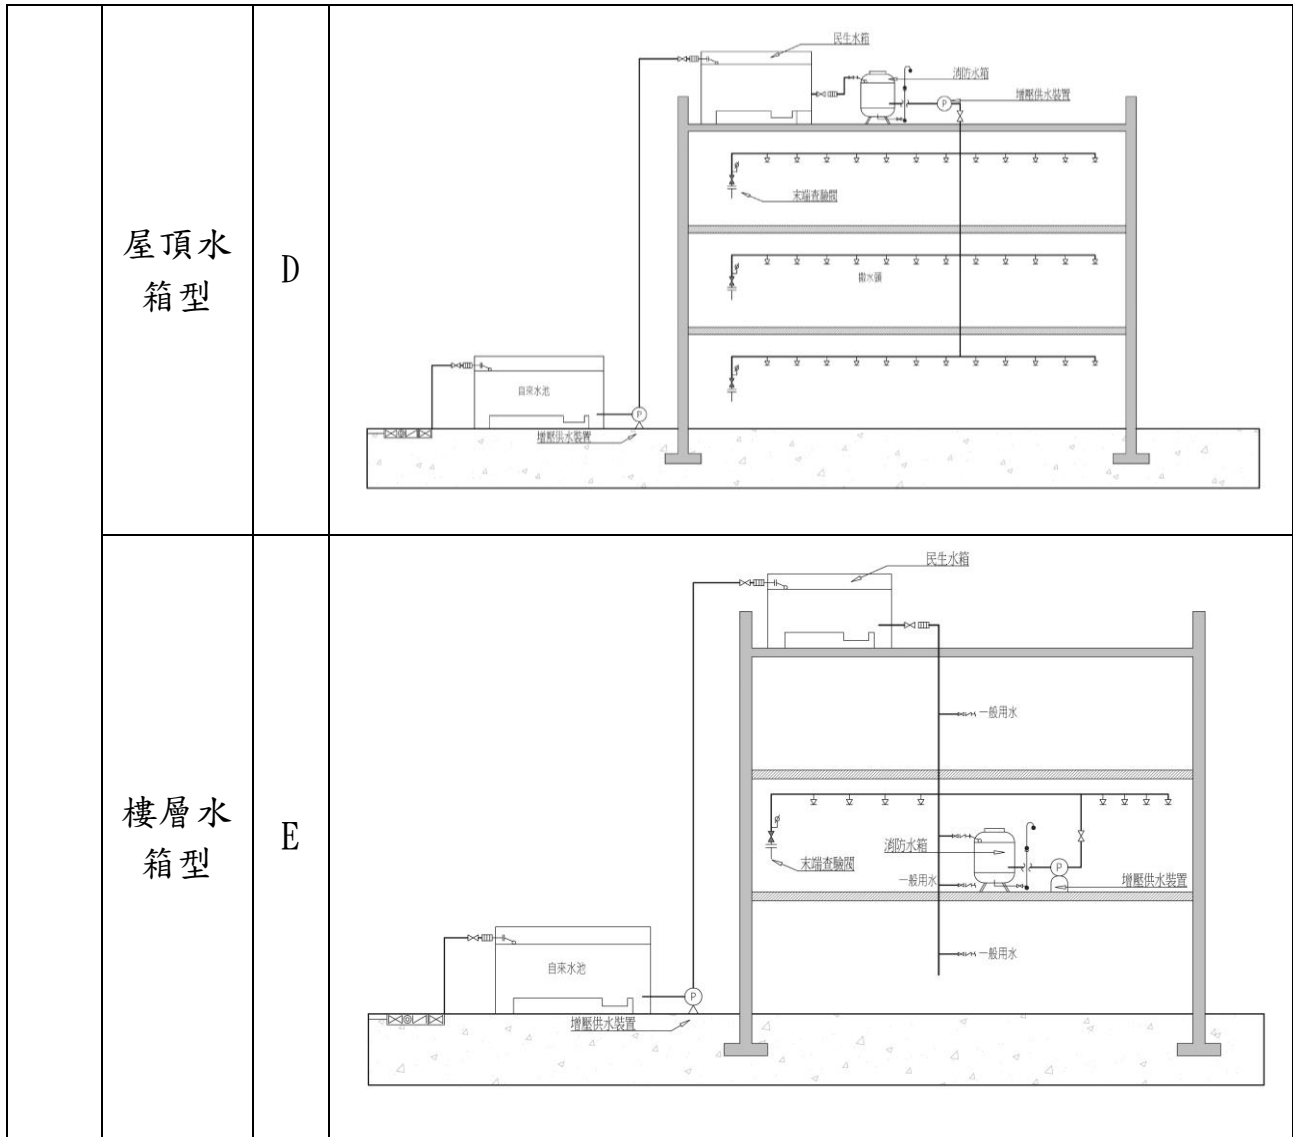 屋頂水
箱型
D
民生水箱
消防水箱
增壓供水裝置
P
末端查驗閥
撒水頭
自來水池
P
增壓供水裝置
樓層水
箱型
E
民生水箱
一般用水
消防水箱
末端查驗閥
一般用水
P
增壓供水裝置
一般用水
自來水池
P
增壓供水裝置